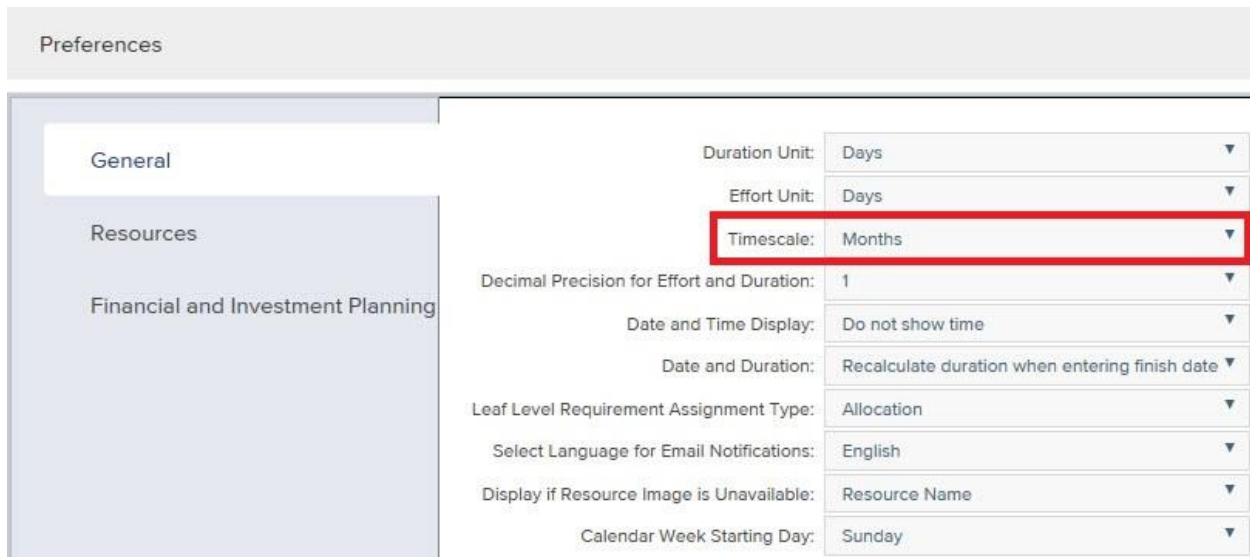 Preferences
General
Resources
Financial and Investment Planning
Duration Unit: Days
Effort Unit: Days
Timescale: Months
Decimal Precision for Effort and Duration: 1
Date and Time Display: Do not show time
Date and Duration: Recalculate duration when entering finish date
Leaf Level Requirement Assignment Type: Allocation
Select Language for Email Notifications: English
Display if Resource Image is Unavailable: Resource Name
Calendar Week Starting Day: Sunday